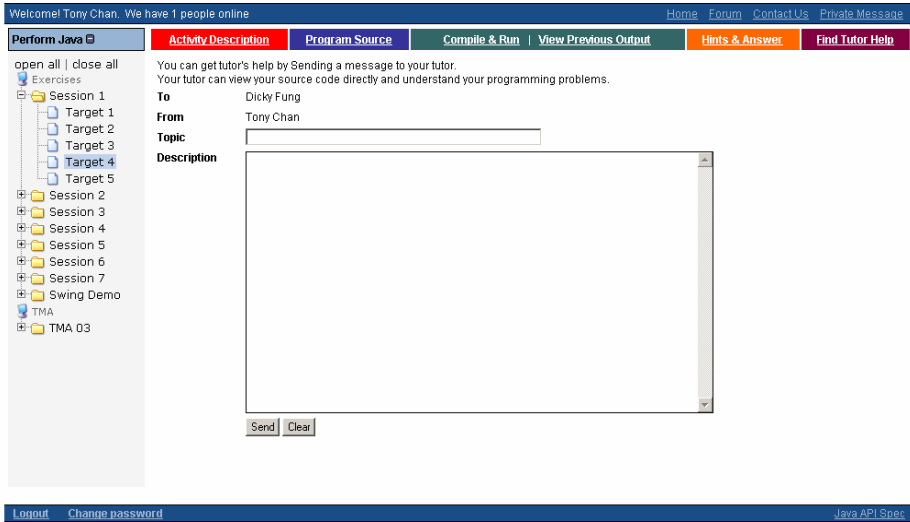 Welcome! Tony Chan. We have 1 people online
Home Forum Contact Us Private Message
Perform Java
Activity Description Program Source Compile & Run | View Previous Output Hints & Answer Find Tutor Help
open all | close all
Exercises
Session 1
Target 1
Target 2
Target 3
Target 4
Target 5
Session 2
Session 3
Session 4
Session 5
Session 6
Session 7
Swing Demo
TMA
TMA 03
You can get tutor's help by Sending a message to your tutor.
Your tutor can view your source code directly and understand your programming problems.
To Dicky Fung
From Tony Chan
Topic
Description
Send Clear
Logout Change password Java API Spec